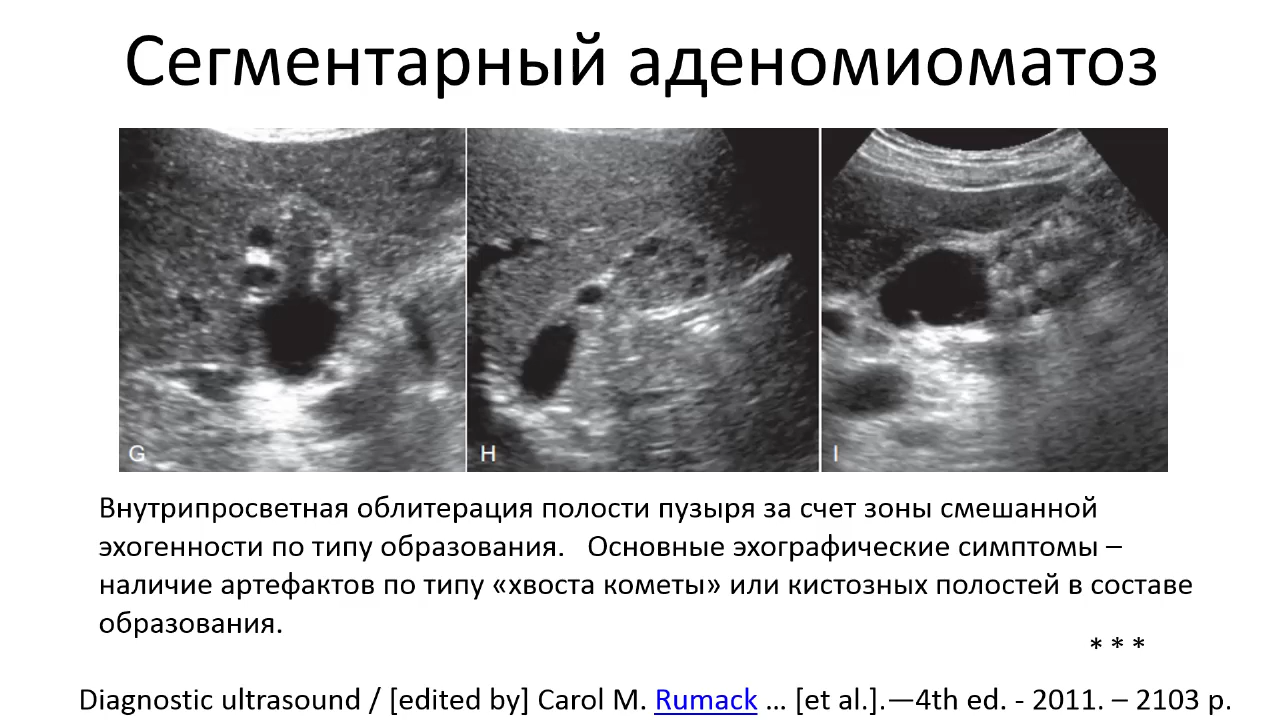 Сегментарный аденомиоматоз
G H I
Внутрипросветная облитерация полости пузыря за счет зоны смешанной
эхогенности по типу образования. Основные эхографические симптомы –
наличие артефактов по типу «хвоста кометы» или кистозных полостей в составе
образования.
* * *
Diagnostic ultrasound / [edited by] Carol M. Rumack … [et al.].—4th ed. - 2011. – 2103 p.